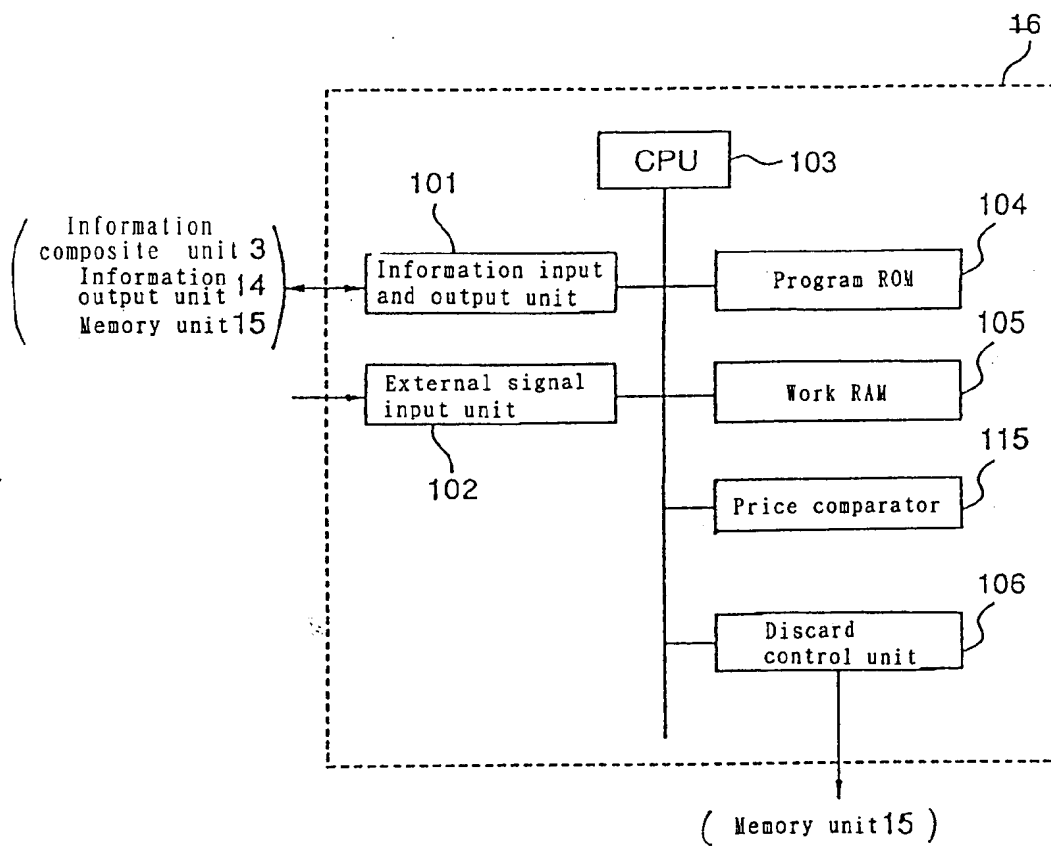 16
CPU
103
101
104
Information
composite unit 3
Information
output unit 14
Memory unit 15
Information input
and output unit
Program ROM
105
External signal
input unit
Work RAM
102
115
Price comparator
106
Discard
control unit
( Memory unit 15 )